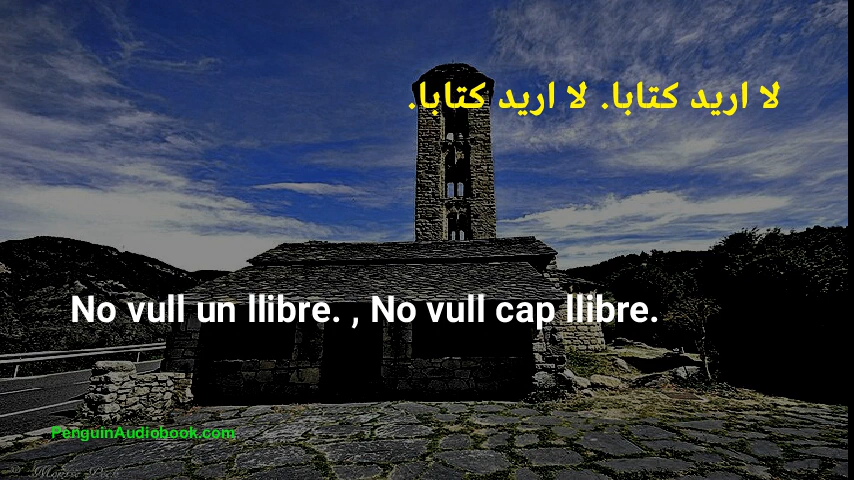 لا اريد كتابا. لا اريد كتابا.
No vull un llibre. , No vull cap llibre.
PenguinAudiobook.com